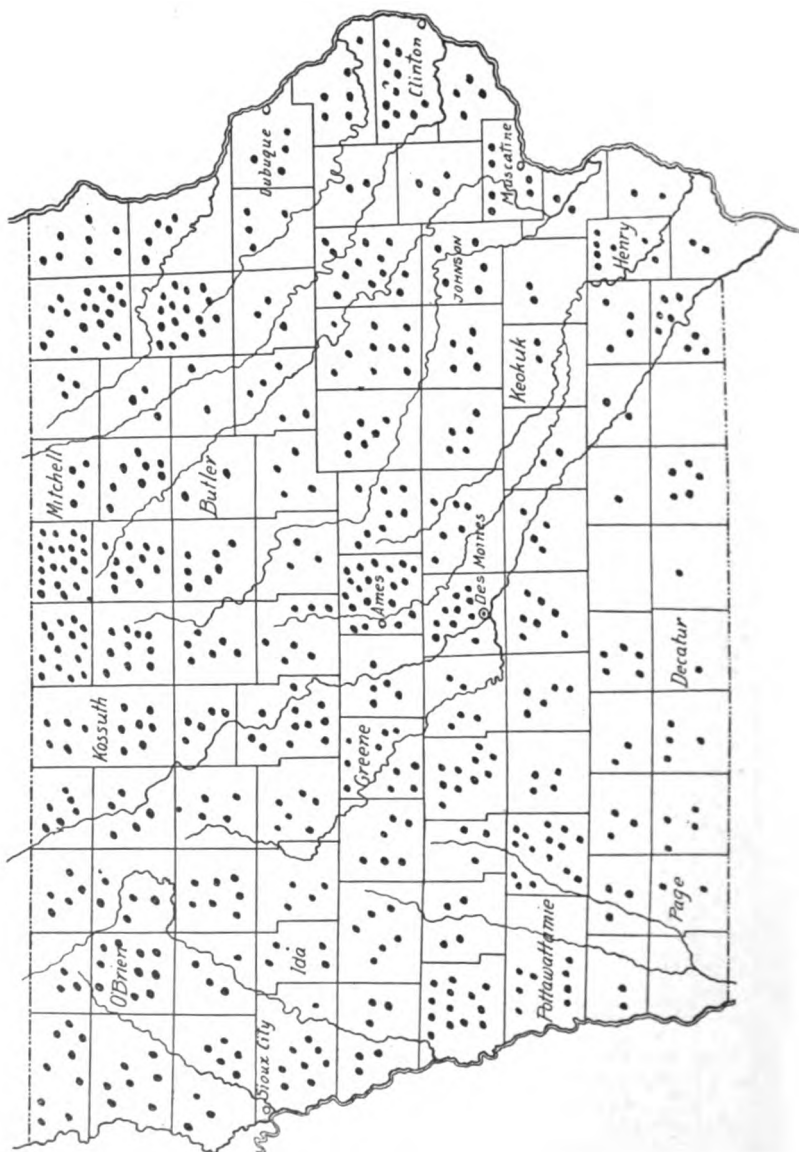 Mitchell
Kossuth
O'Brien
Butler
Sioux City
Dubuque
Ida
Greene
Ames
Clinton
JOHNSON
Des Moines
Muscatine
Keokuk
Pottawattamie
Henry
Page
Decatur